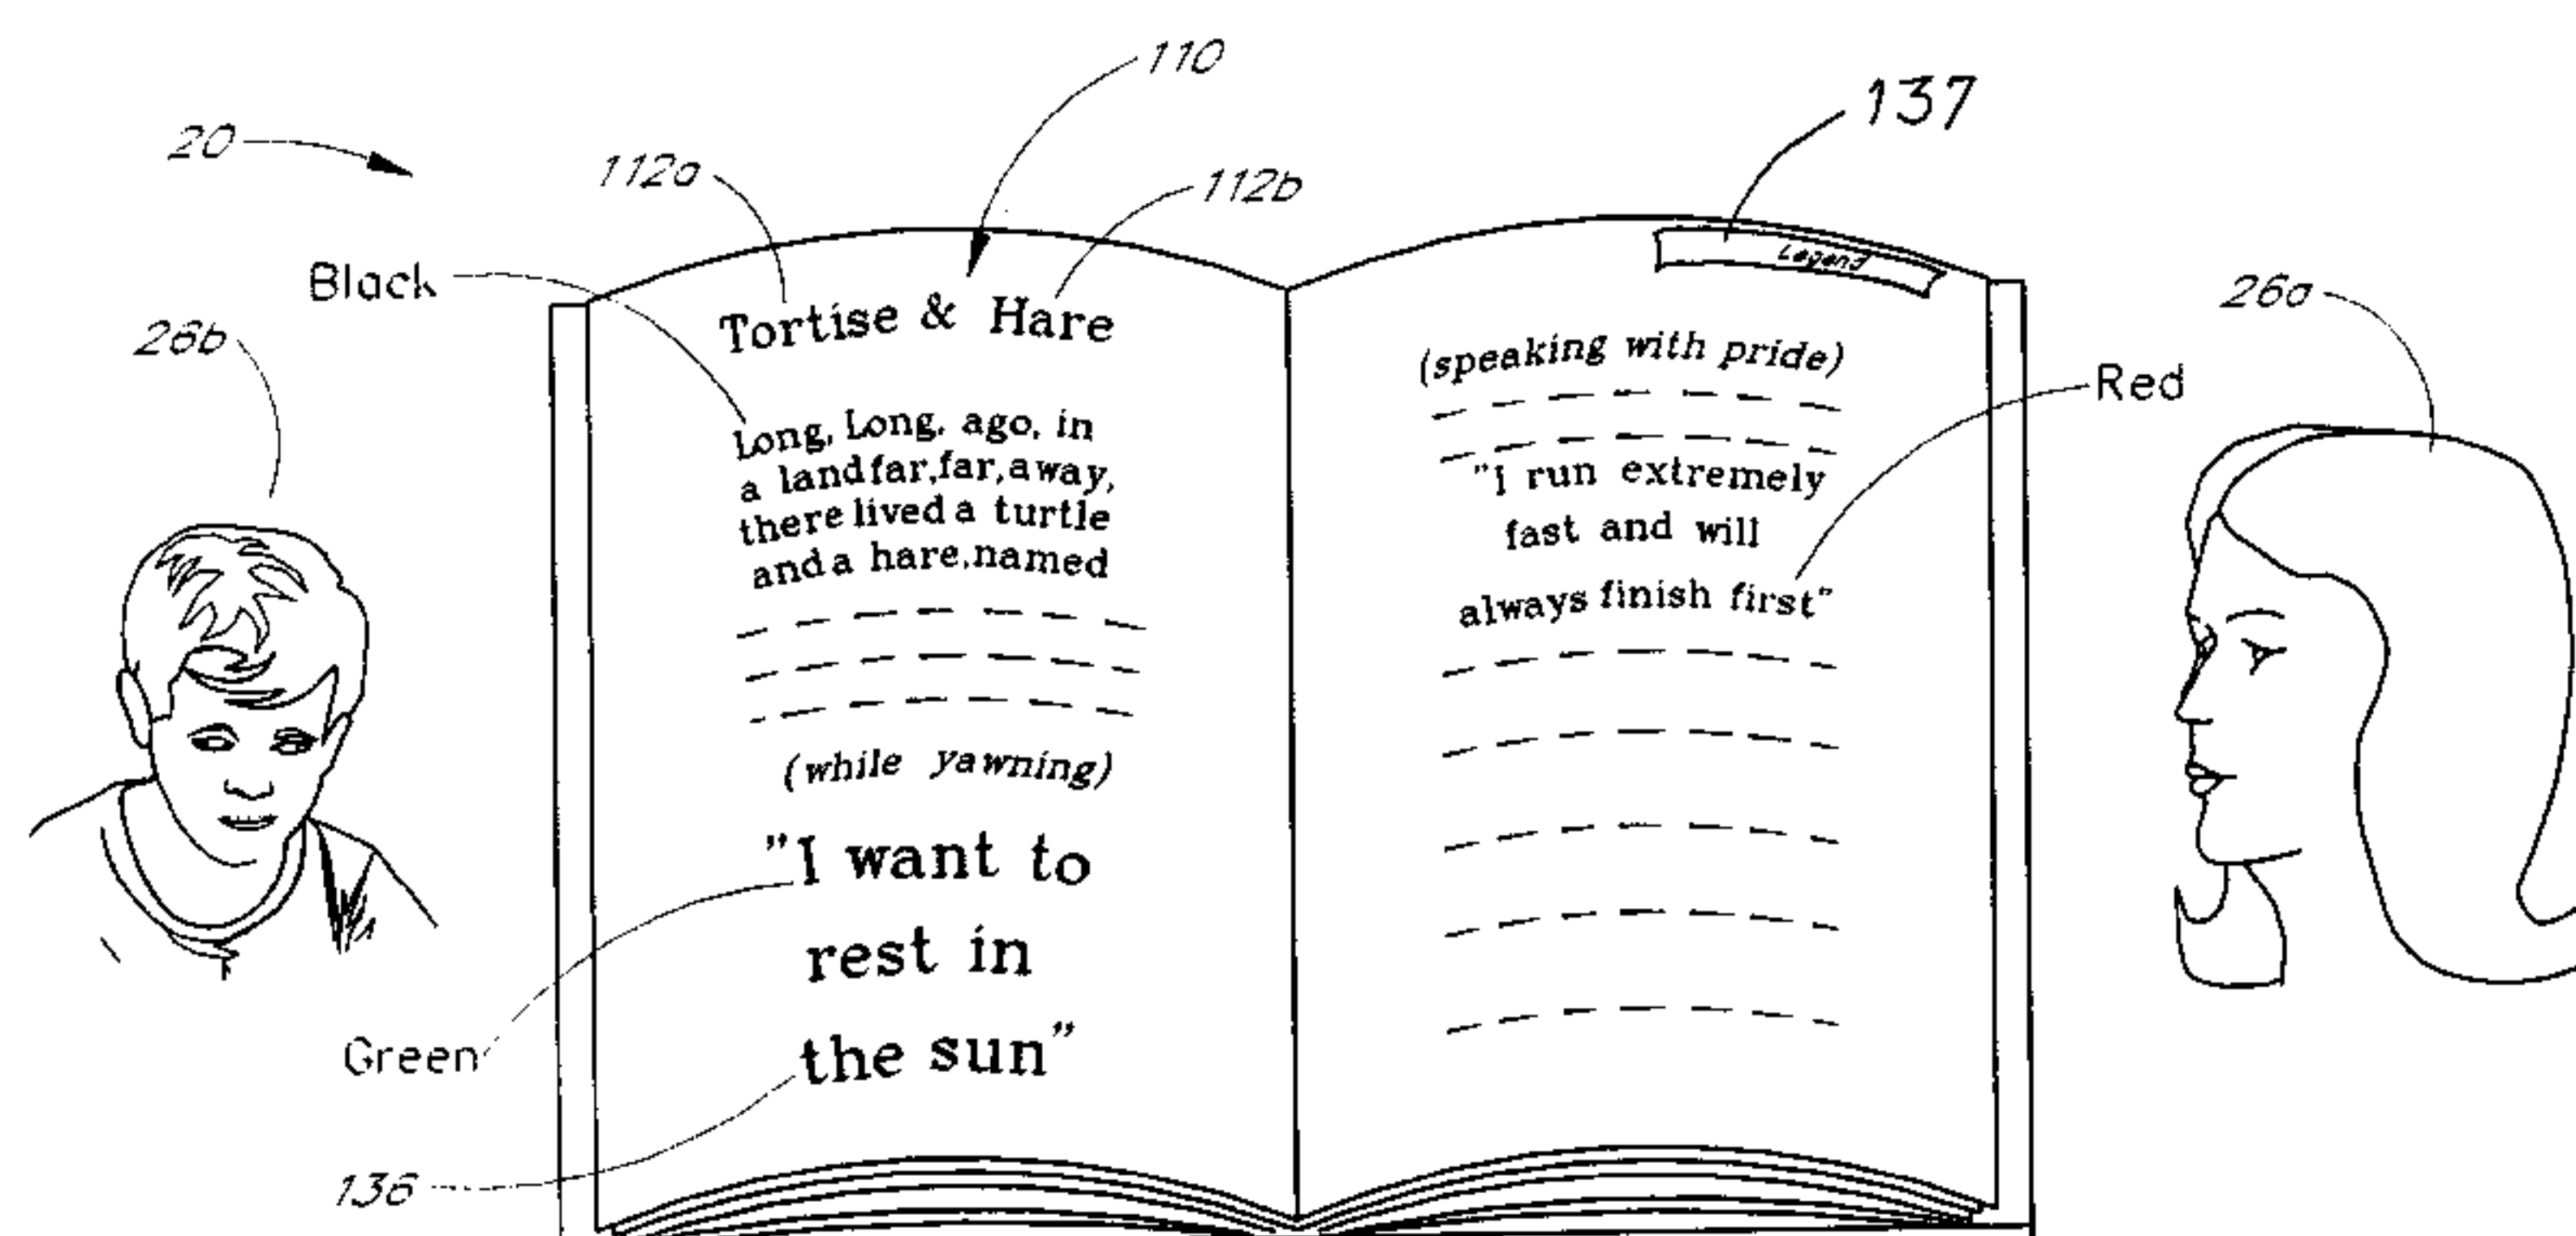 110
137
20
112a
112b
Black
Legend
26b
26a
Tortise & Hare
Long, Long, ago, in
a land far, far, away,
there lived a turtle
and a hare, named
(while yawning)
"I want to
rest in
the sun"
Green
136
(speaking with pride)
Red
"I run extremely
fast and will
always finish first"